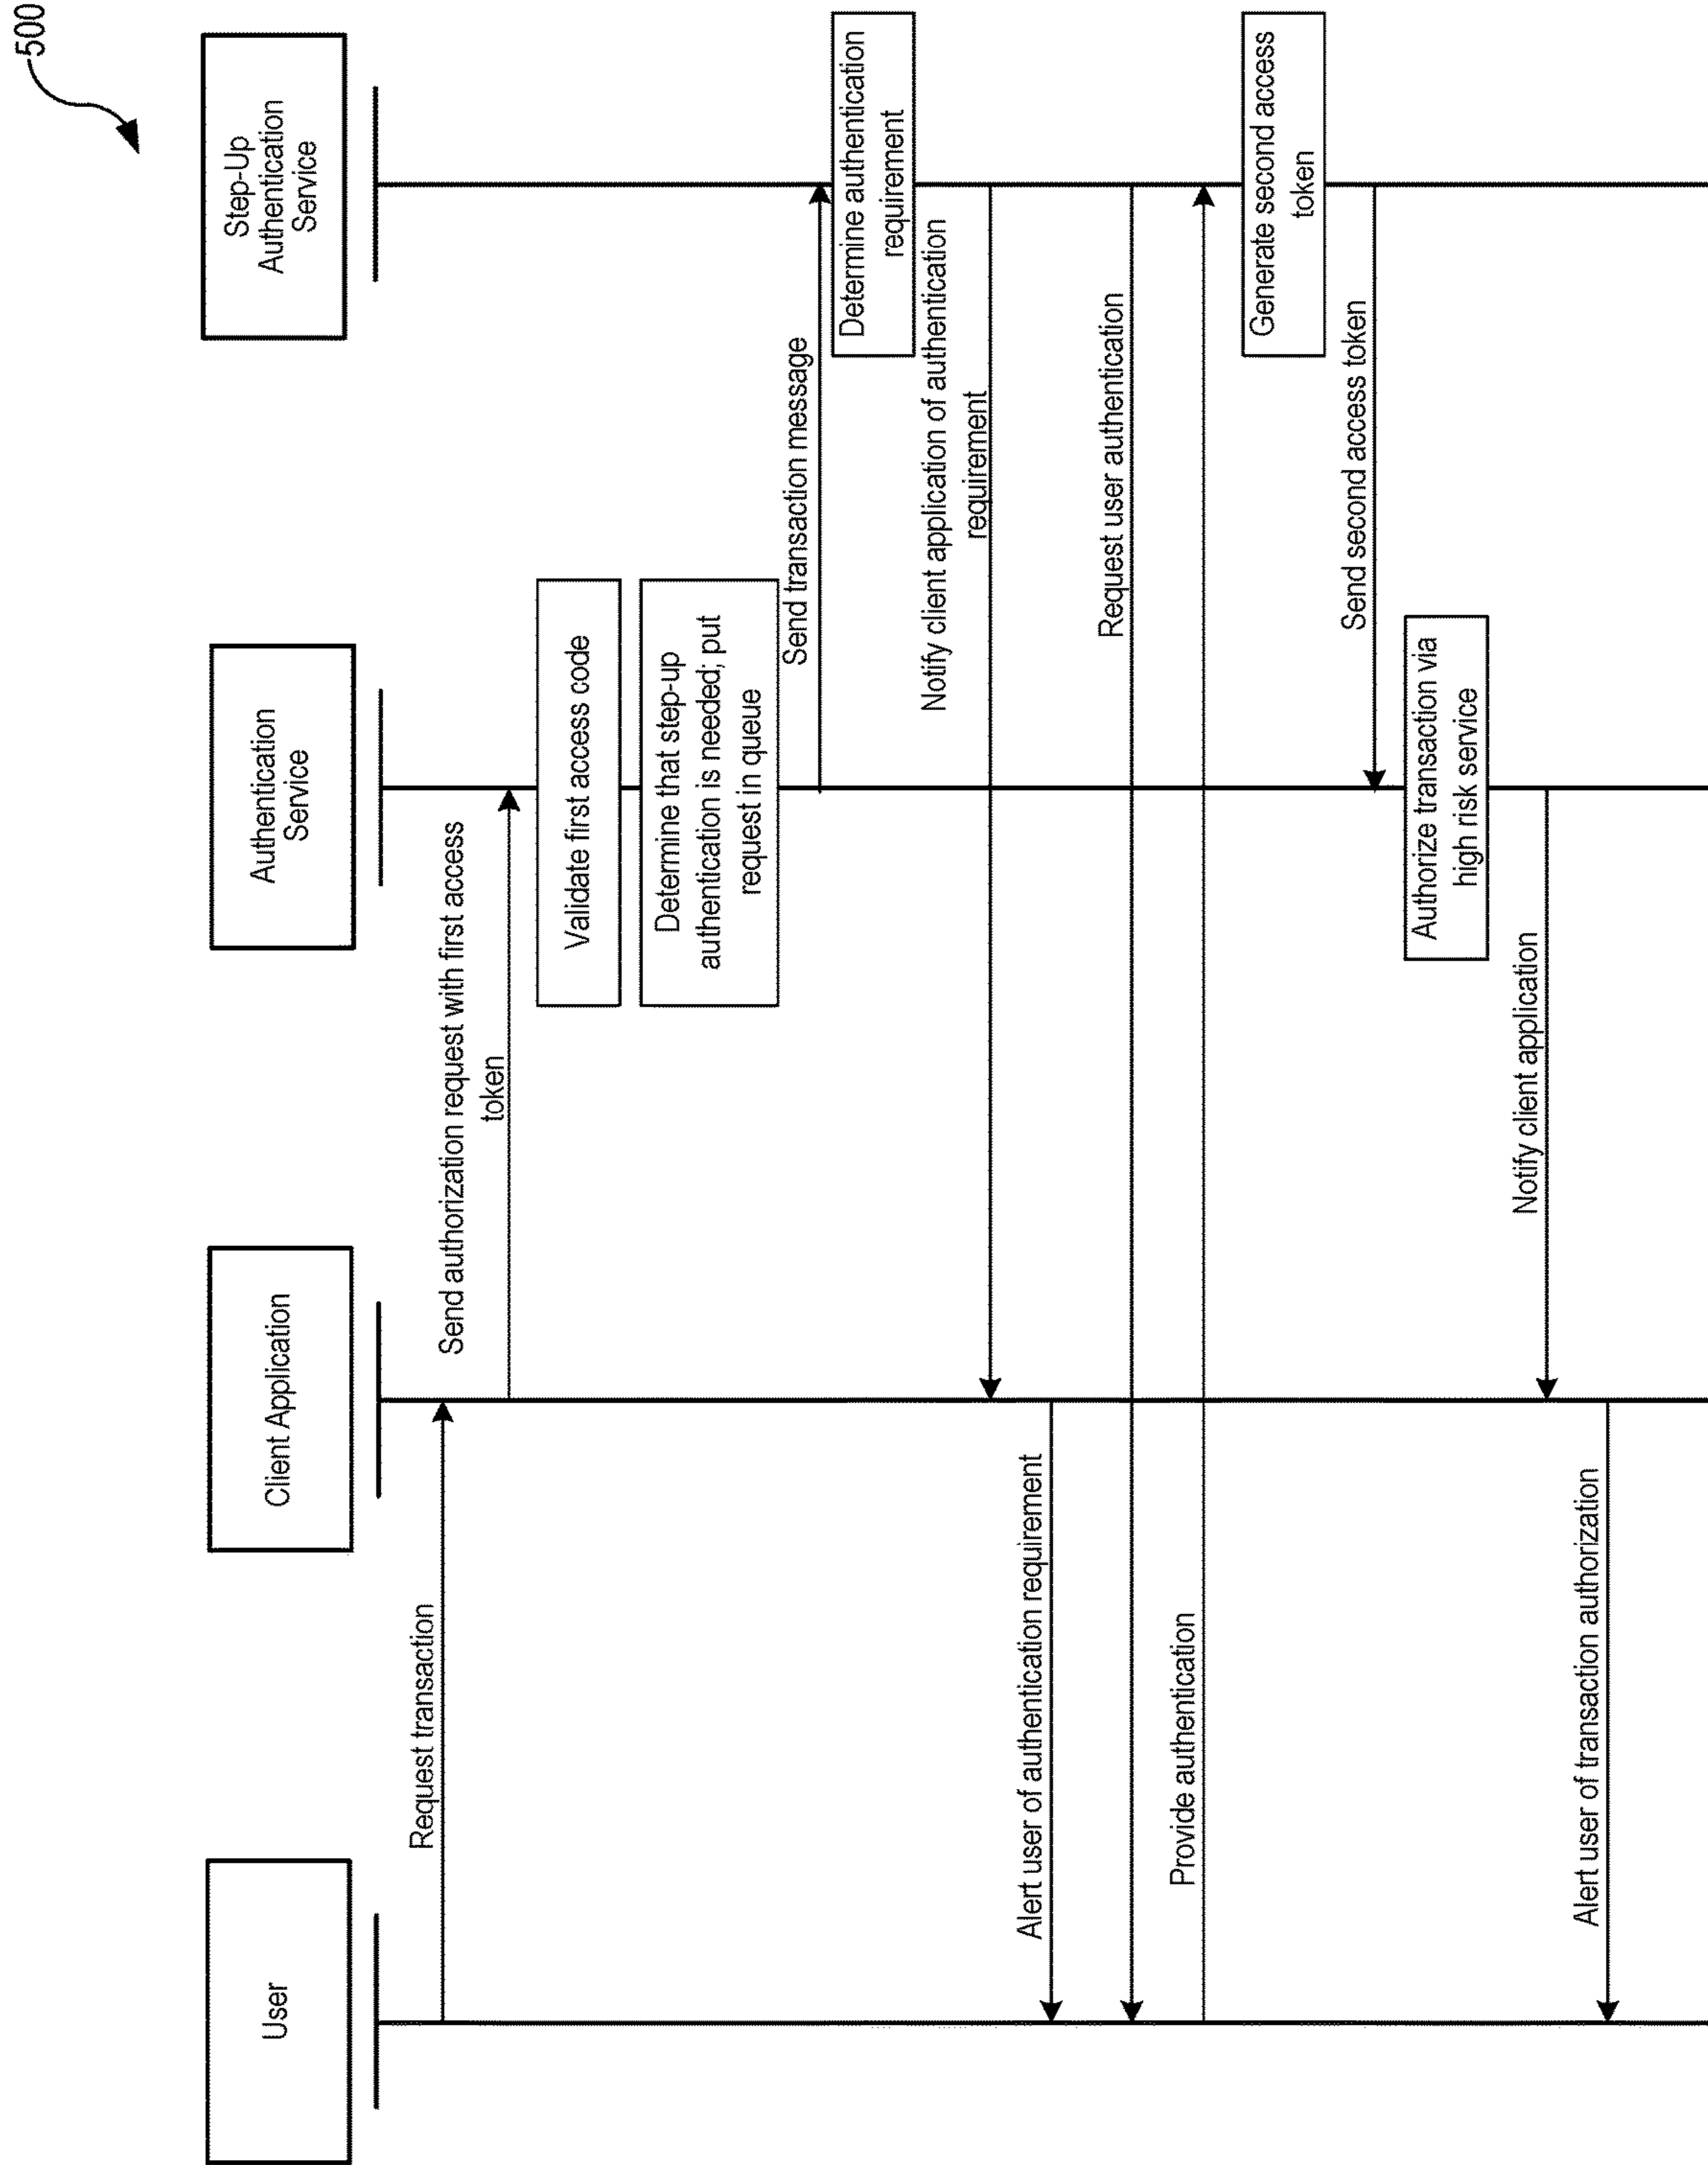 500
User
Client Application
Authentication
Service
Step-Up
Authentication
Service
Request transaction
Send authorization request with first access
token
Validate first access code
Determine that step-up
authentication is needed; put
request in queue
Send transaction message
Determine authentication
requirement
Notify client application of authentication
requirement
Alert user of authentication requirement
Request user authentication
Provide authentication
Generate second access
token
Send second access token
Authorize transaction via
high risk service
Notify client application
Alert user of transaction authorization